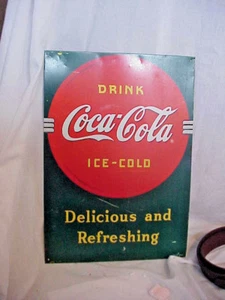 DRINK
Coca-Cola
ICE-COLD
Delicious and
Refreshing